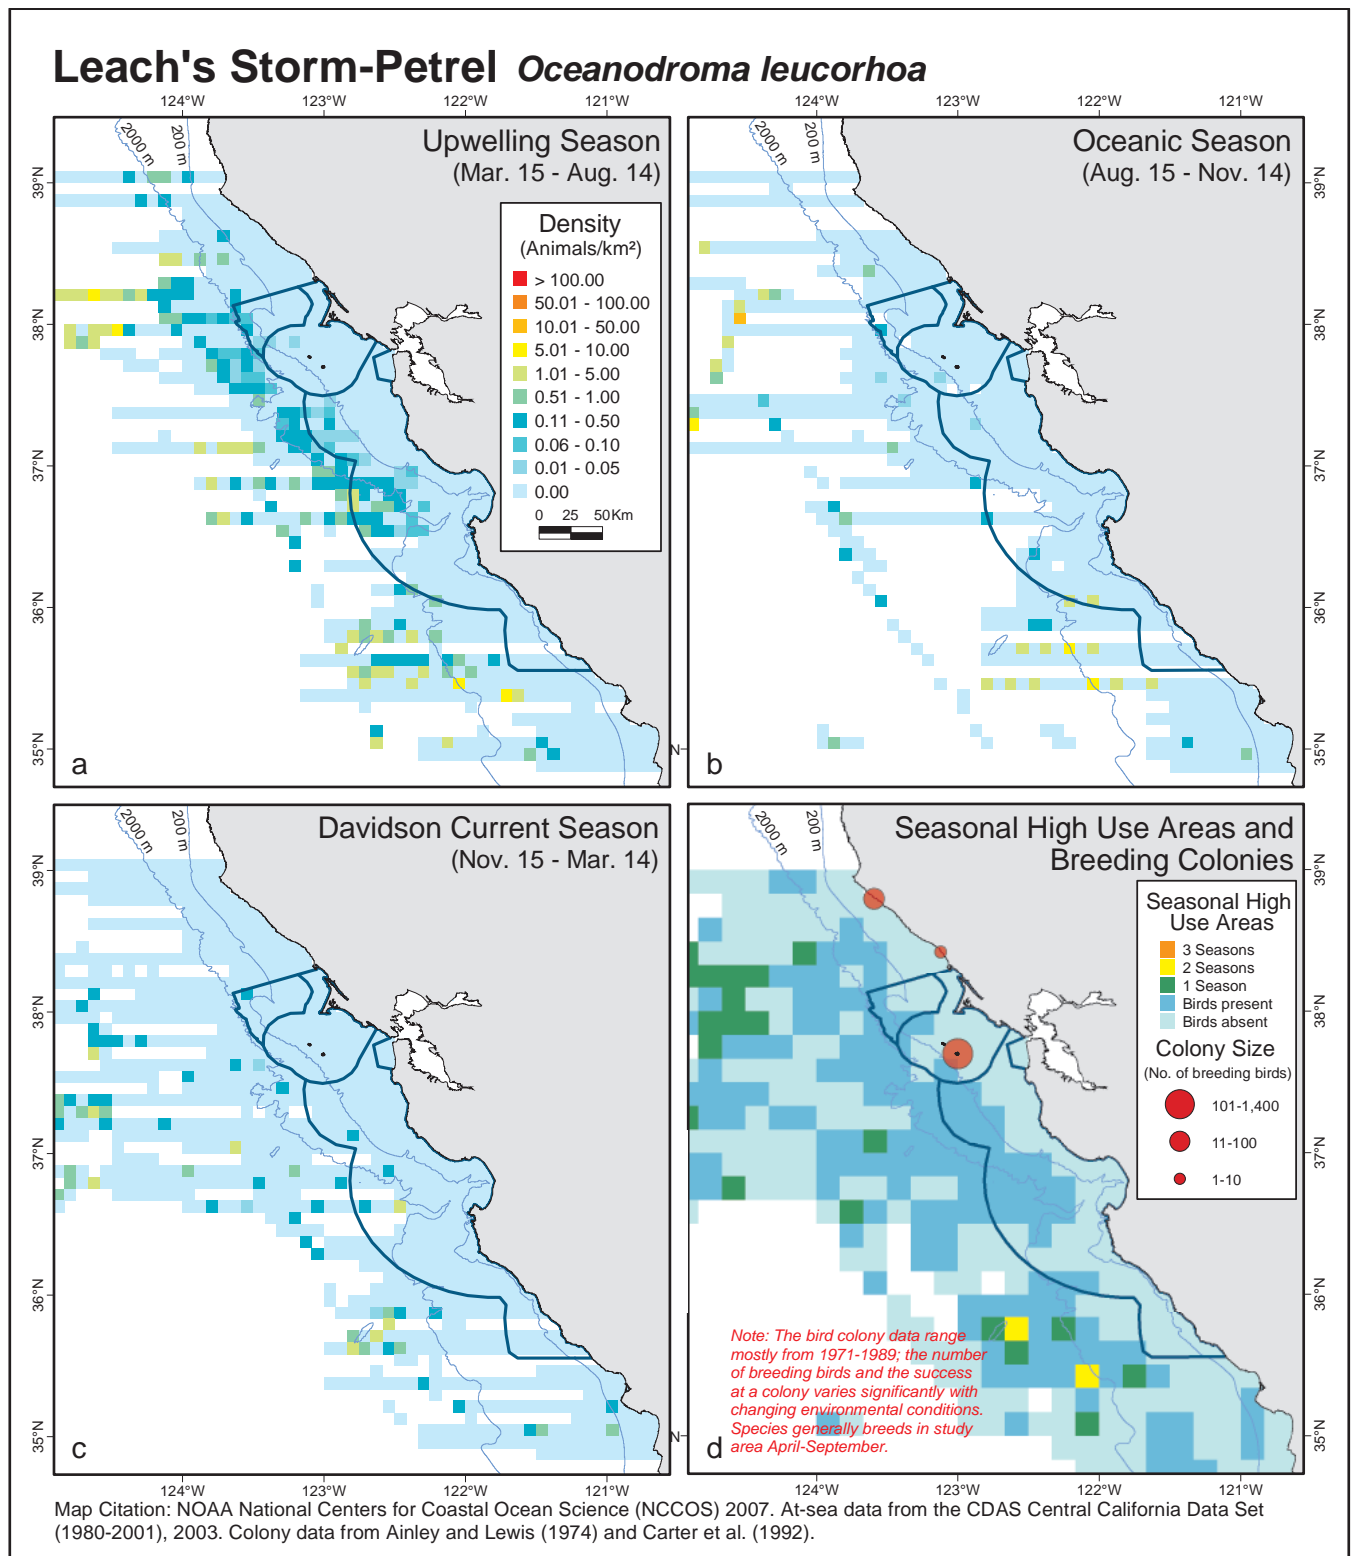 Leach's Storm-Petrel Oceanodroma leucorhoa
124°W 123°W 122°W 121°W 124°W 123°W 122°W 121°W
2000 m 200 m
Upwelling Season
(Mar. 15 - Aug. 14)
39°N
38°N
37°N
36°N
35°N
Density
(Animals/km²)
> 100.00
50.01 - 100.00
10.01 - 50.00
5.01 - 10.00
1.01 - 5.00
0.51 - 1.00
0.11 - 0.50
0.06 - 0.10
0.01 - 0.05
0.00
0 25 50Km
a
2000 m 200 m
Oceanic Season
(Aug. 15 - Nov. 14)
39°N
38°N
37°N
36°N
35°N
N
b
2000 m 200 m
Davidson Current Season
(Nov. 15 - Mar. 14)
39°N
38°N
37°N
36°N
35°N
c
2000 m 200 m
Seasonal High Use Areas and
Breeding Colonies
39°N
38°N
37°N
36°N
35°N
N
Seasonal High
Use Areas
3 Seasons
2 Seasons
1 Season
Birds present
Birds absent
Colony Size
(No. of breeding birds)
101-1,400
11-100
1-10
Note: The bird colony data range
mostly from 1971-1989; the number
of breeding birds and the success
at a colony varies significantly with
changing environmental conditions.
Species generally breeds in study
area April-September.
d
124°W 123°W 122°W 121°W 124°W 123°W 122°W 121°W
Map Citation: NOAA National Centers for Coastal Ocean Science (NCCOS) 2007. At-sea data from the CDAS Central California Data Set
(1980-2001), 2003. Colony data from Ainley and Lewis (1974) and Carter et al. (1992).